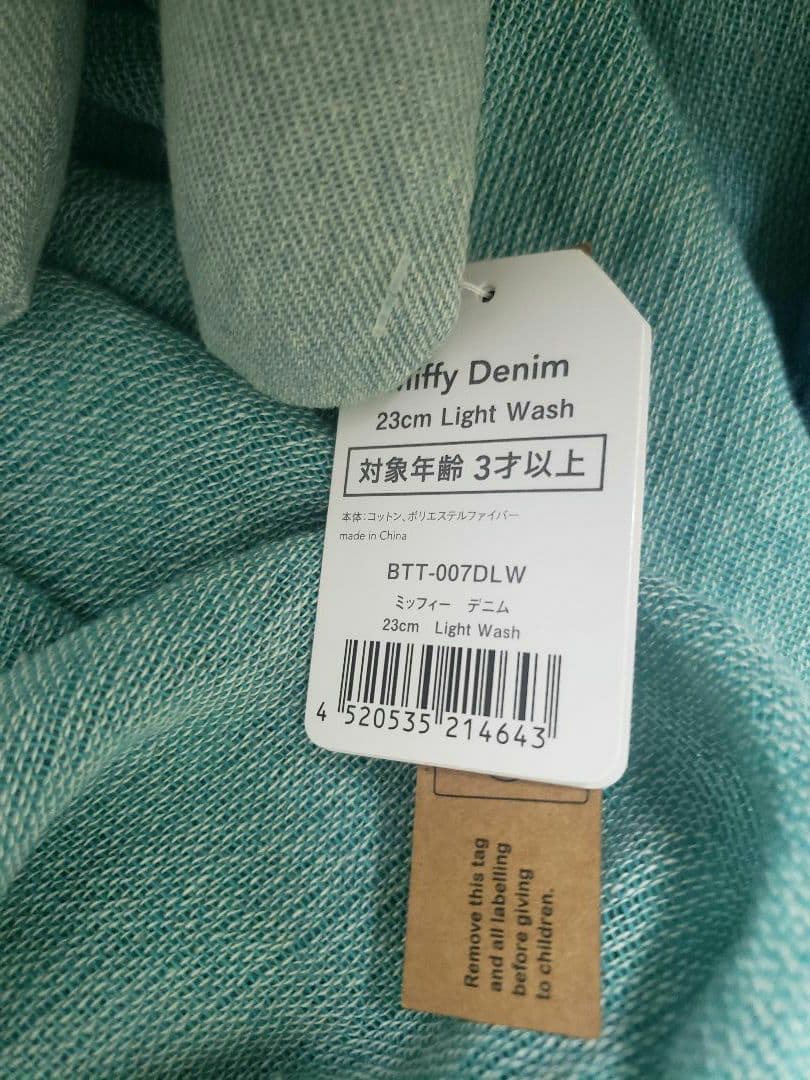 iffy Denim
23cm Light Wash
対象年齢 3才以上
本体:コットン、ポリエステルファイバー
made in China
BTT-007DLW
ミッフィー デニム
23cm Light Wash
4 520535 214643
Remove this tag
and all labelling
before giving
to children.